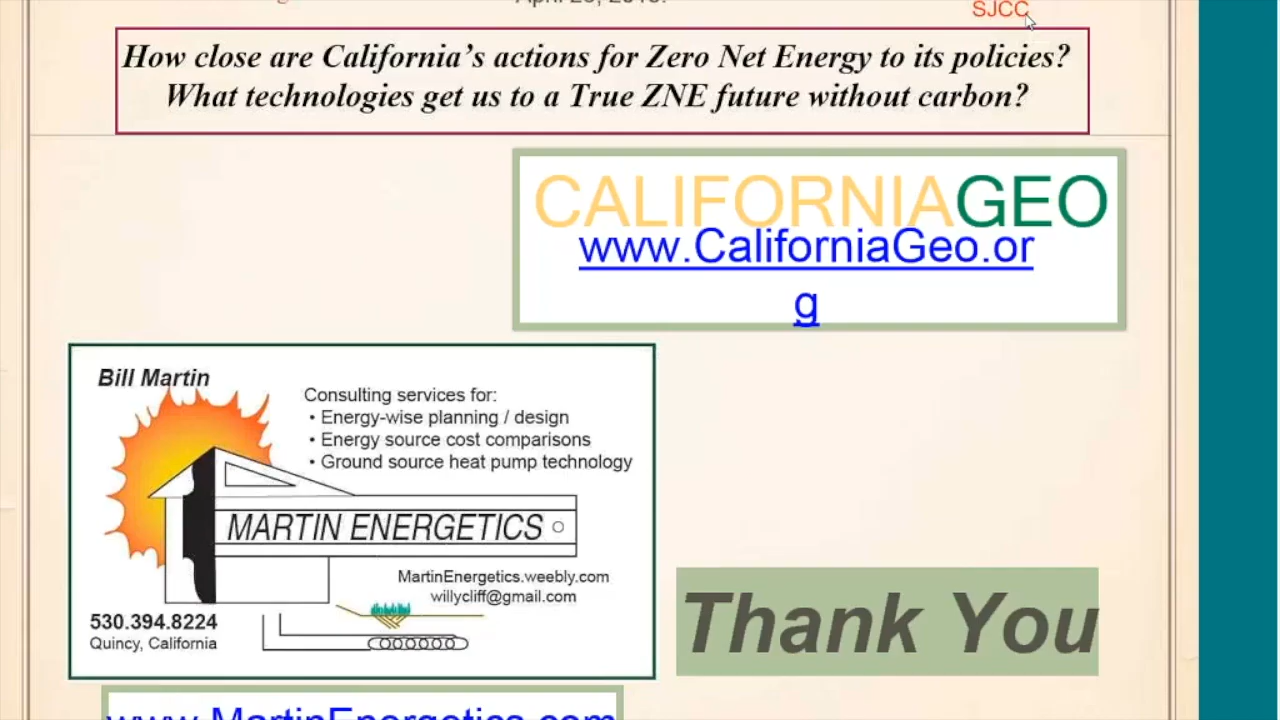 SJCC
How close are California's actions for Zero Net Energy to its policies?
What technologies get us to a True ZNE future without carbon?
CALIFORNIAGEO
www.CaliforniaGeo.or
g
Bill Martin
Consulting services for:
• Energy-wise planning / design
• Energy source cost comparisons
• Ground source heat pump technology
MARTIN ENERGETICS
MartinEnergetics.weebly.com
willycliff@gmail.com
530.394.8224
Quincy, California
Thank You
www.MartinEnergetics.com